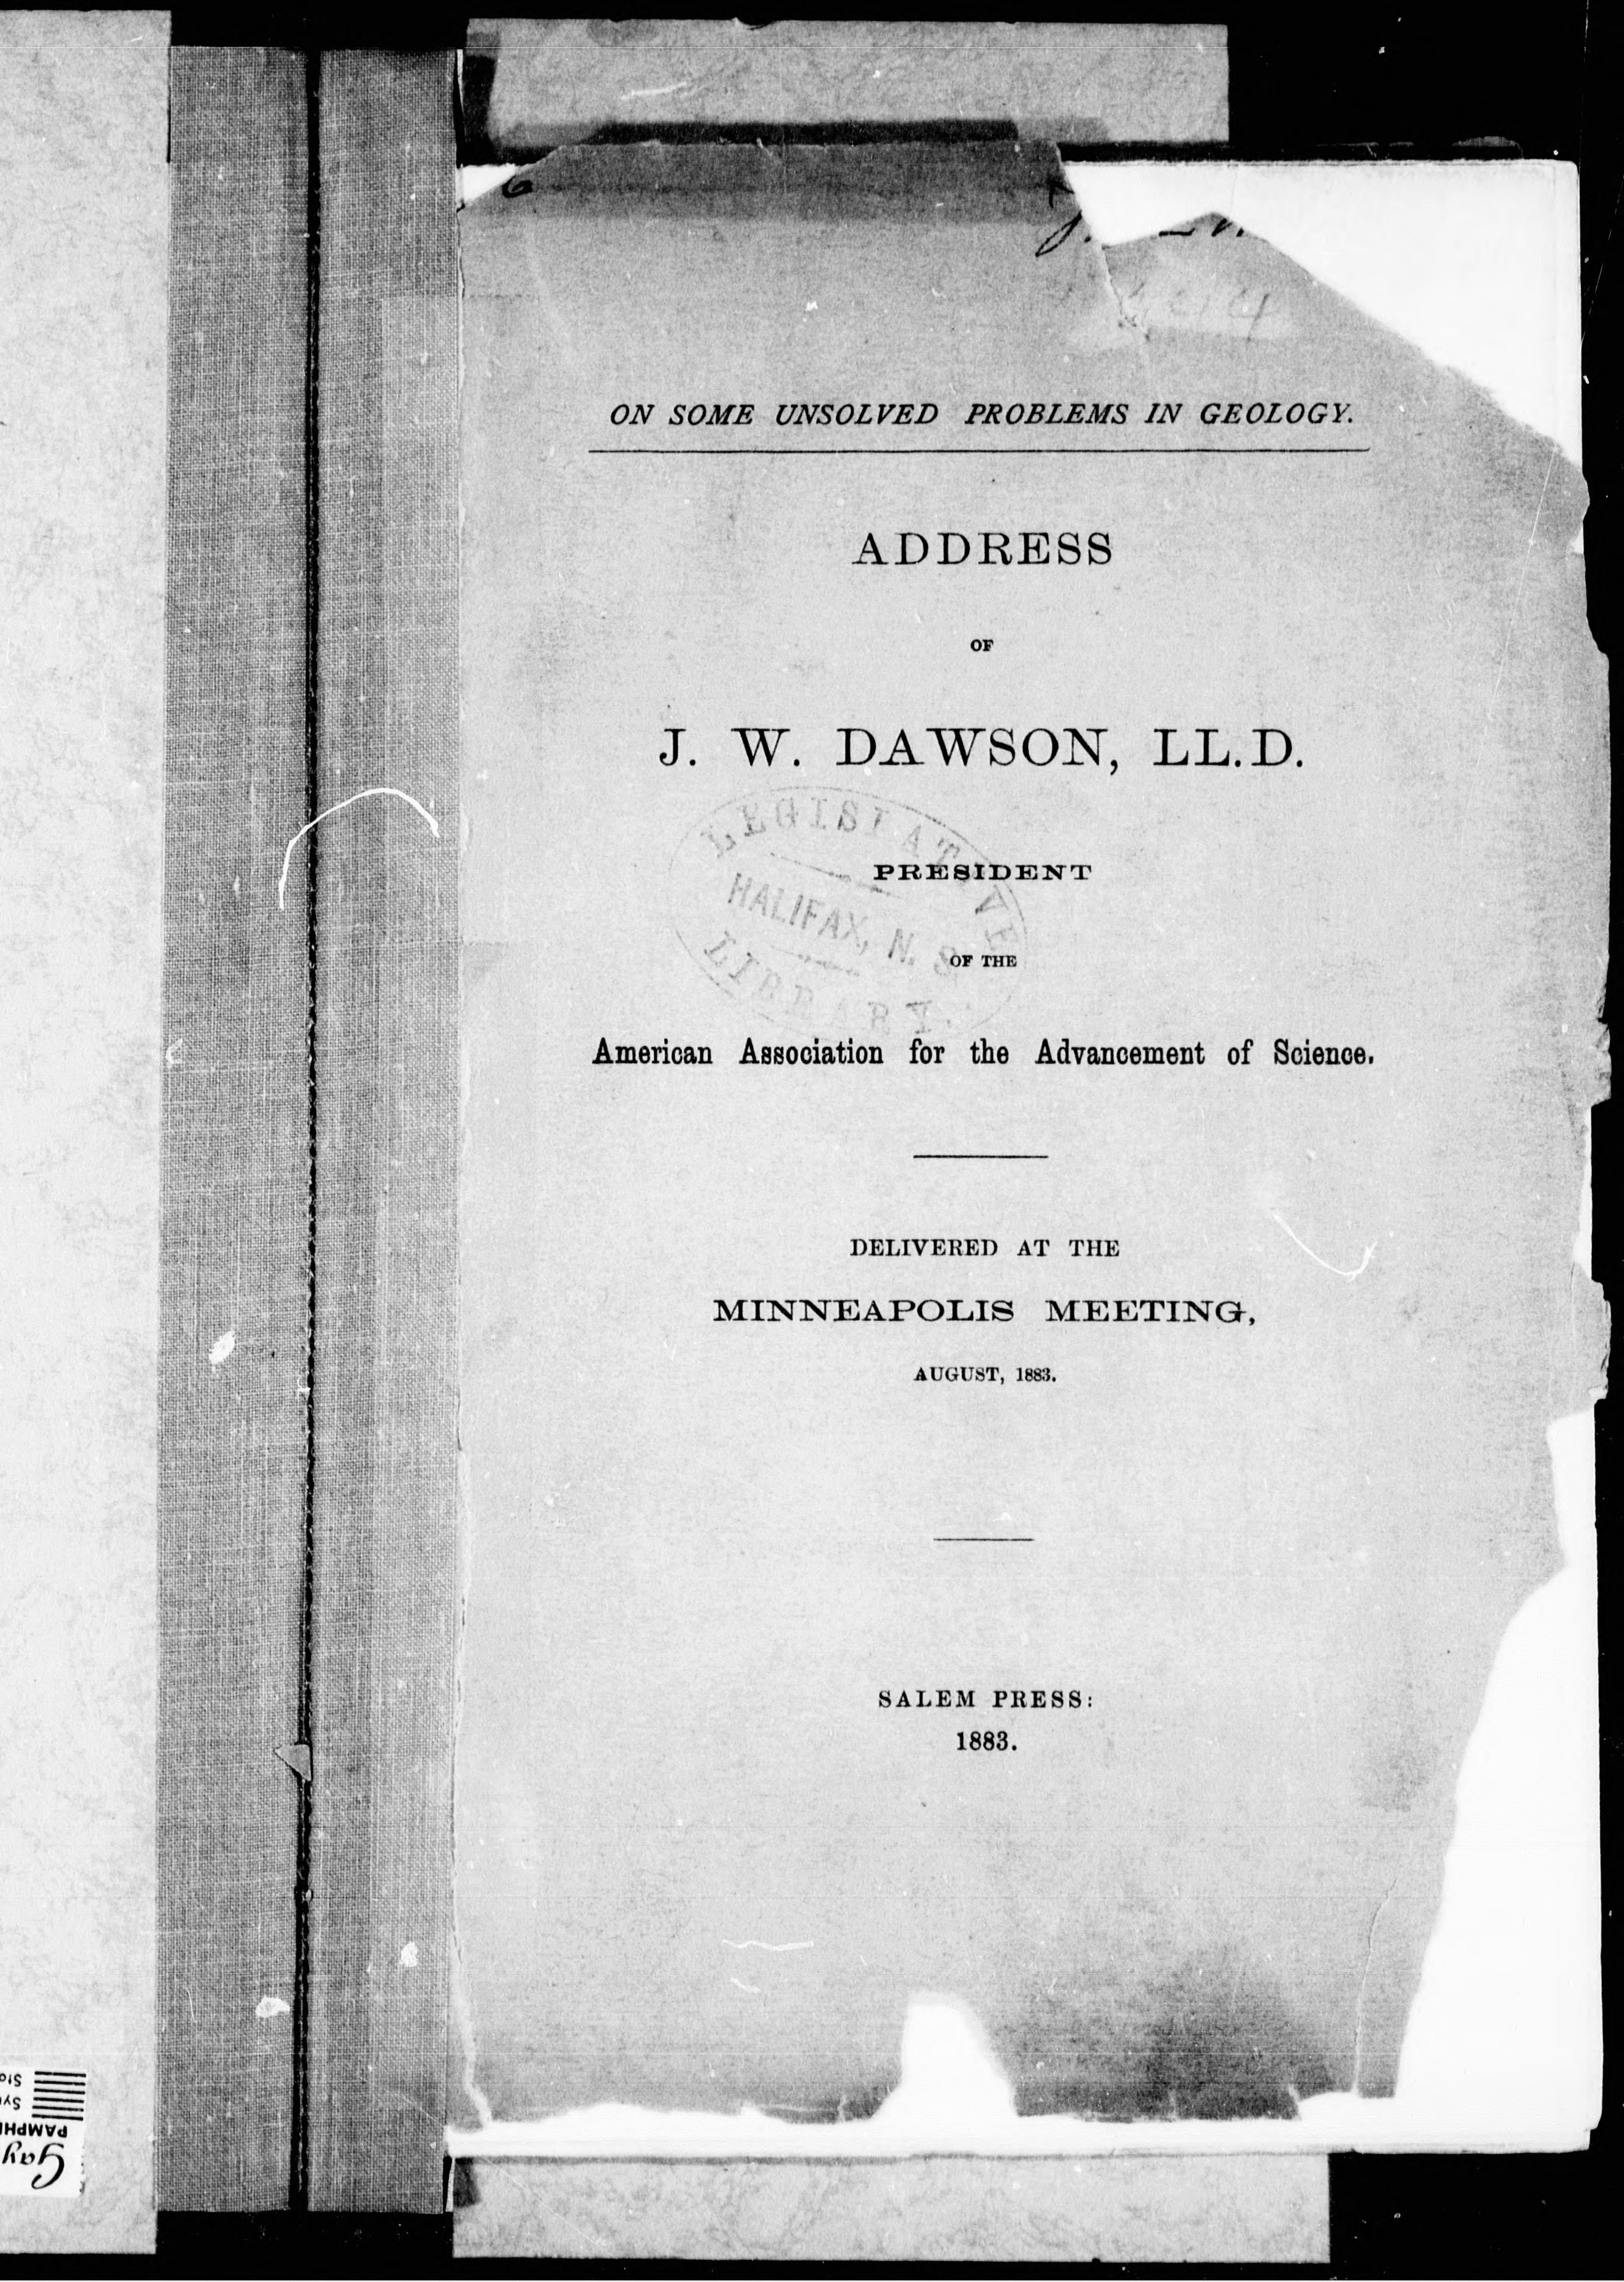 ON SOME UNSOLVED PROBLEMS IN GEOLOGY.
ADDRESS
OF
J. W. DAWSON, LL.D.
PRESIDENT
OF THE
American Association for the Advancement of Science.
LEGISLATIVE
HALIFAX, N. S.
LIBRARY.
DELIVERED AT THE
MINNEAPOLIS MEETING,
AUGUST, 1883.
SALEM PRESS:
1883.